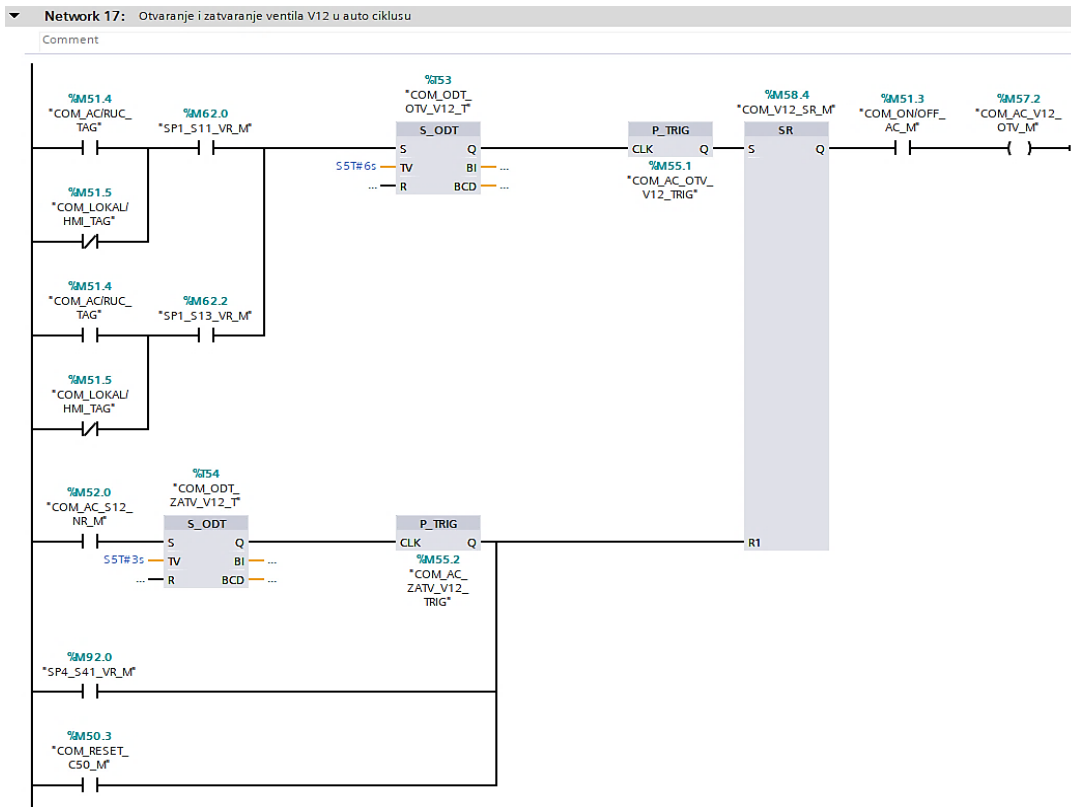 Network 17: Otvaranje i zatvaranje ventila V12 u auto ciklusu
Comment
%M51.4
"COM_AC/RUC_
TAG"
%M62.0
"SP1_S11_VR_M"
%T53
"COM_ODT_
OTV_V12_T"
S_ODT
S Q
S5T#6s TV BI ...
... R BCD ...
P_TRIG
CLK Q
%M55.1
"COM_AC_OTV_
V12_TRIG"
%M58.4
"COM_V12_SR_M"
SR
S Q
R1
%M51.3
"COM_ON/OFF_
AC_M"
%M57.2
"COM_AC_V12_
OTV_M"
%M51.5
"COM_LOKAL/
HMI_TAG"
%M51.4
"COM_AC/RUC_
TAG"
%M62.2
"SP1_S13_VR_M"
%M51.5
"COM_LOKAL/
HMI_TAG"
%M52.0
"COM_AC_S12_
NR_M"
%T54
"COM_ODT_
ZATV_V12_T"
S_ODT
S Q
S5T#3s TV BI ...
... R BCD ...
P_TRIG
CLK Q
%M55.2
"COM_AC_
ZATV_V12_
TRIG"
%M92.0
"SP4_S41_VR_M"
%M50.3
"COM_RESET_
C50_M"